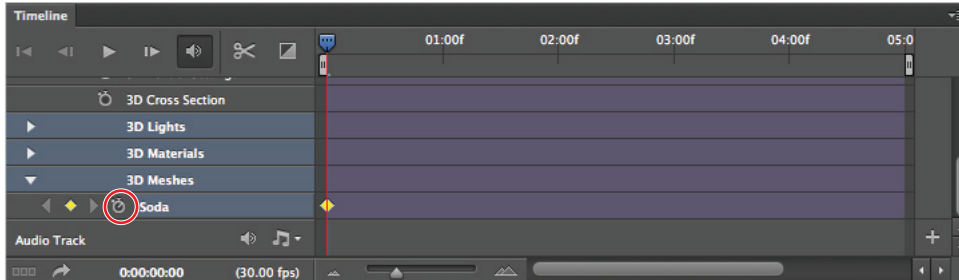 Timeline
01:00f 02:00f 03:00f 04:00f 05:0
3D Cross Section
3D Lights
3D Materials
3D Meshes
Soda
Audio Track
0:00:00:00 (30.00 fps)